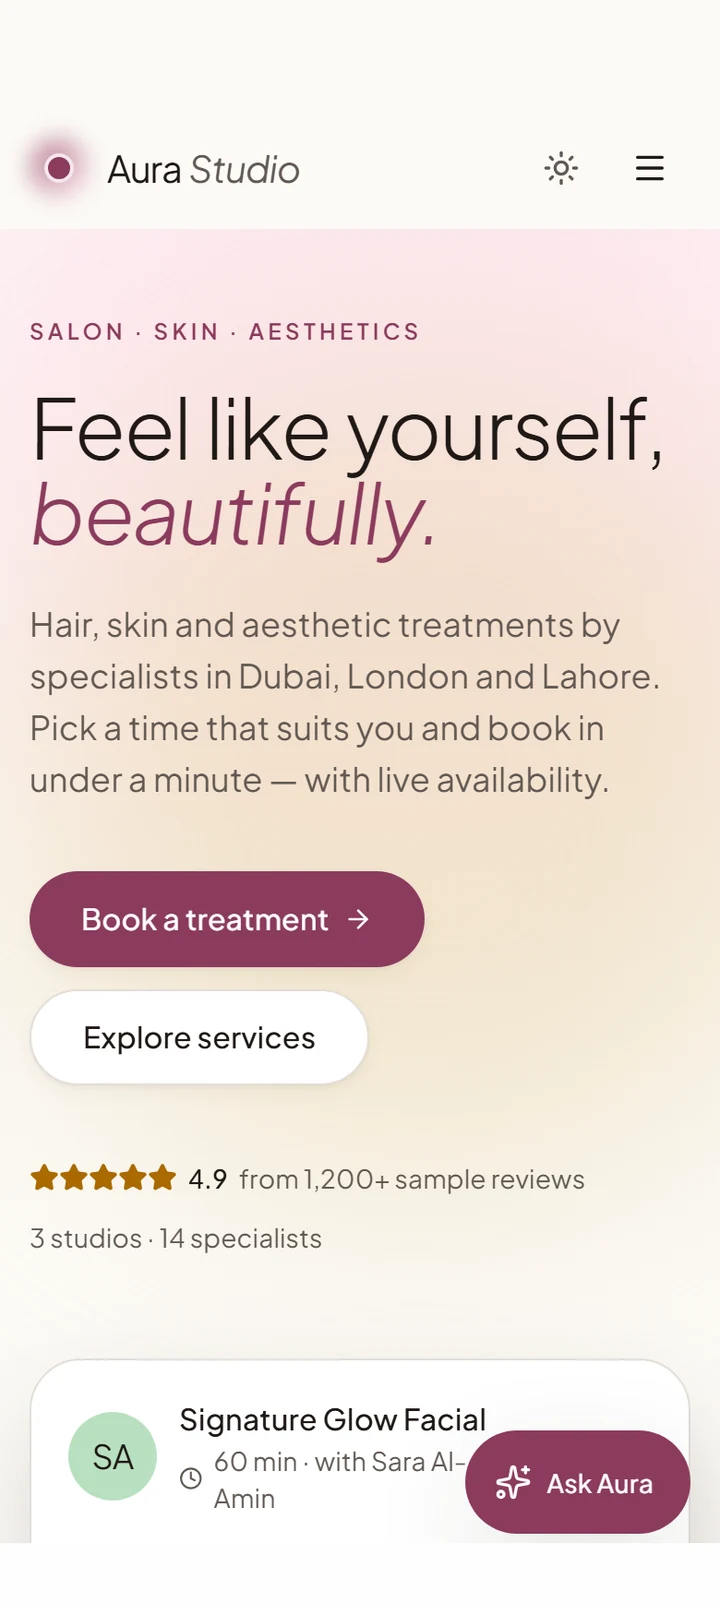 Aura Studio
SALON · SKIN · AESTHETICS
Feel like yourself,
beautifully.
Hair, skin and aesthetic treatments by
specialists in Dubai, London and Lahore.
Pick a time that suits you and book in
under a minute — with live availability.
Book a treatment →
Explore services
4.9 from 1,200+ sample reviews
3 studios · 14 specialists
SA
Signature Glow Facial
60 min · with Sara Al-
Amin
Ask Aura